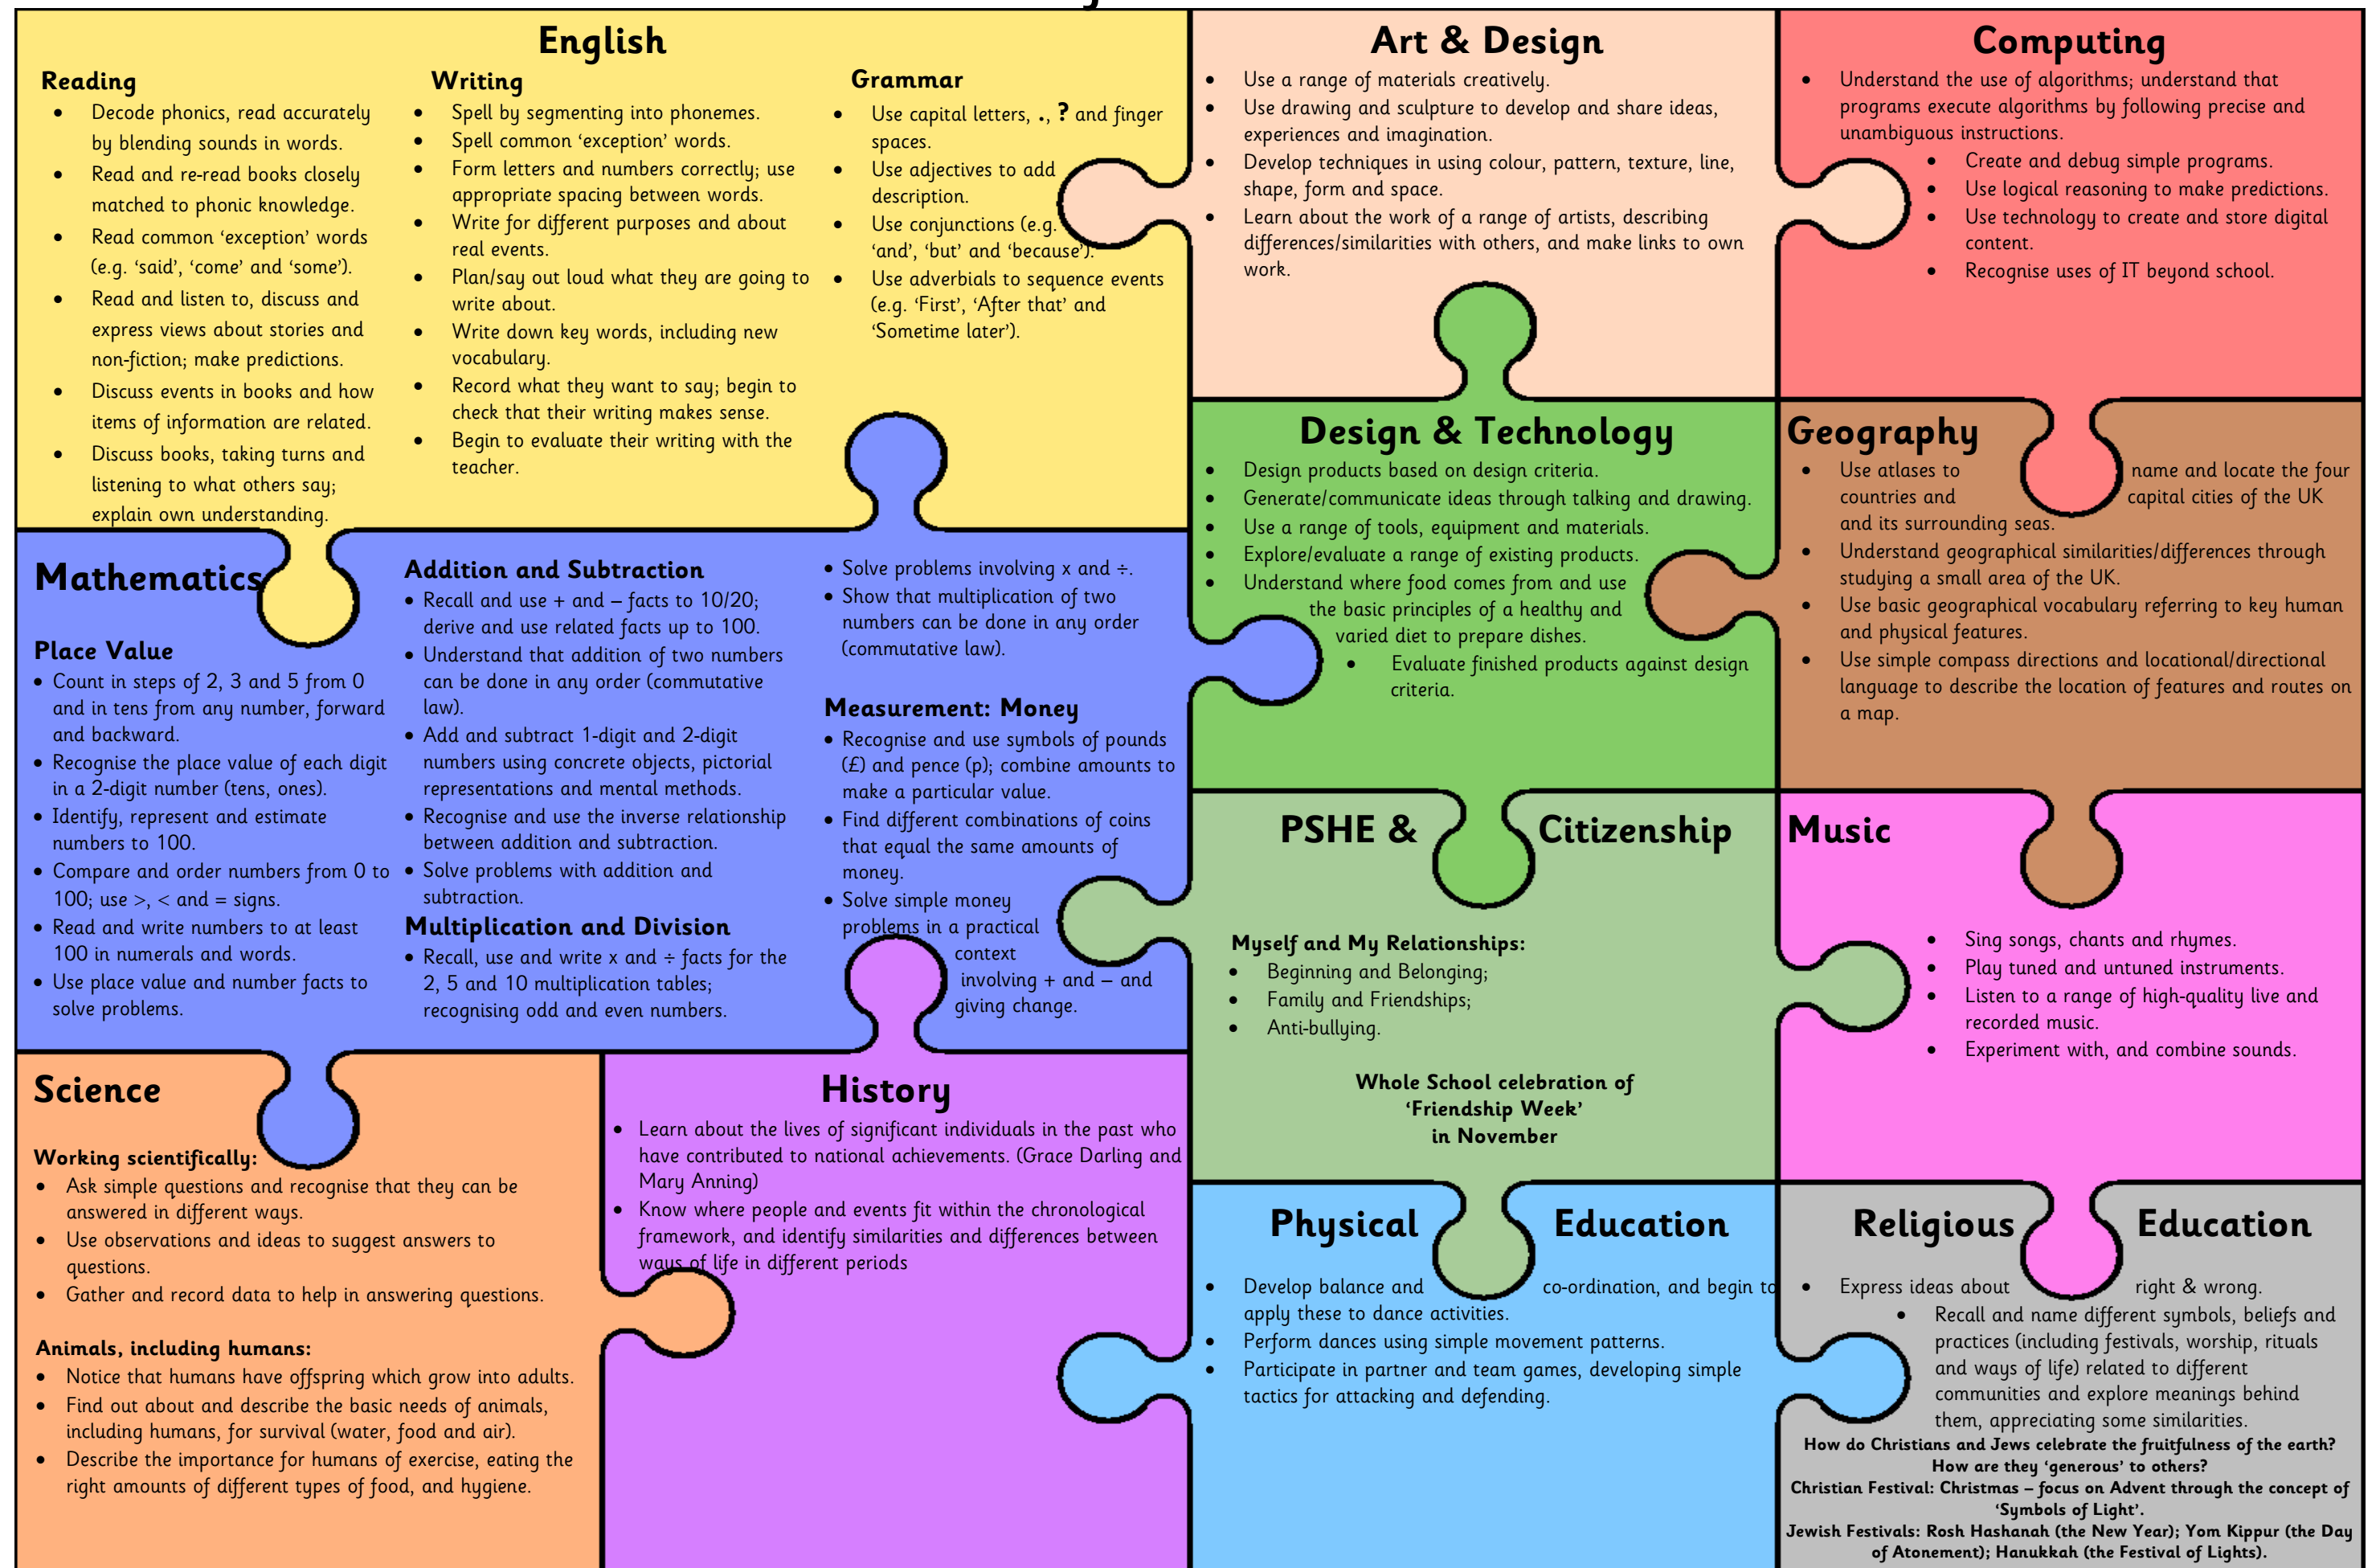 English
Reading
• Decode phonics, read accurately
by blending sounds in words.
• Read and re-read books closely
matched to phonic knowledge.
• Read common ‘exception’ words
(e.g. ‘said’, ‘come’ and ‘some’).
• Read and listen to, discuss and
express views about stories and
non-fiction; make predictions.
• Discuss events in books and how
items of information are related.
• Discuss books, taking turns and
listening to what others say;
explain own understanding.
Writing
• Spell by segmenting into phonemes.
• Spell common ‘exception’ words.
• Form letters and numbers correctly; use
appropriate spacing between words.
• Write for different purposes and about
real events.
• Plan/say out loud what they are going to
write about.
• Write down key words, including new
vocabulary.
• Record what they want to say; begin to
check that their writing makes sense.
• Begin to evaluate their writing with the
teacher.
Grammar
• Use capital letters, ., ? and finger
spaces.
• Use adjectives to add
description.
• Use conjunctions (e.g.
‘and’, ‘but’ and ‘because’).
• Use adverbials to sequence events
(e.g. ‘First’, ‘After that’ and
‘Sometime later’).
Art & Design
• Use a range of materials creatively.
• Use drawing and sculpture to develop and share ideas,
experiences and imagination.
• Develop techniques in using colour, pattern, texture, line,
shape, form and space.
• Learn about the work of a range of artists, describing
differences/similarities with others, and make links to own
work.
Computing
• Understand the use of algorithms; understand that
programs execute algorithms by following precise and
unambiguous instructions.
• Create and debug simple programs.
• Use logical reasoning to make predictions.
• Use technology to create and store digital
content.
• Recognise uses of IT beyond school.
Design & Technology
• Design products based on design criteria.
• Generate/communicate ideas through talking and drawing.
• Use a range of tools, equipment and materials.
• Explore/evaluate a range of existing products.
• Understand where food comes from and use
the basic principles of a healthy and
varied diet to prepare dishes.
• Evaluate finished products against design
criteria.
Geography
• Use atlases to name and locate the four
countries and capital cities of the UK
and its surrounding seas.
• Understand geographical similarities/differences through
studying a small area of the UK.
• Use basic geographical vocabulary referring to key human
and physical features.
• Use simple compass directions and locational/directional
language to describe the location of features and routes on
a map.
Mathematics
Place Value
• Count in steps of 2, 3 and 5 from 0
and in tens from any number, forward
and backward.
• Recognise the place value of each digit
in a 2-digit number (tens, ones).
• Identify, represent and estimate
numbers to 100.
• Compare and order numbers from 0 to
100; use >, < and = signs.
• Read and write numbers to at least
100 in numerals and words.
• Use place value and number facts to
solve problems.
Addition and Subtraction
• Recall and use + and – facts to 10/20;
derive and use related facts up to 100.
• Understand that addition of two numbers
can be done in any order (commutative
law).
• Add and subtract 1-digit and 2-digit
numbers using concrete objects, pictorial
representations and mental methods.
• Recognise and use the inverse relationship
between addition and subtraction.
• Solve problems with addition and
subtraction.
Multiplication and Division
• Recall, use and write x and ÷ facts for the
2, 5 and 10 multiplication tables;
recognising odd and even numbers.
• Solve problems involving x and ÷.
• Show that multiplication of two
numbers can be done in any order
(commutative law).
Measurement: Money
• Recognise and use symbols of pounds
(£) and pence (p); combine amounts to
make a particular value.
• Find different combinations of coins
that equal the same amounts of
money.
• Solve simple money
problems in a practical
context
involving + and – and
giving change.
PSHE & Citizenship
Myself and My Relationships:
• Beginning and Belonging;
• Family and Friendships;
• Anti-bullying.
Whole School celebration of
‘Friendship Week’
in November
Music
• Sing songs, chants and rhymes.
• Play tuned and untuned instruments.
• Listen to a range of high-quality live and
recorded music.
• Experiment with, and combine sounds.
Science
Working scientifically:
• Ask simple questions and recognise that they can be
answered in different ways.
• Use observations and ideas to suggest answers to
questions.
• Gather and record data to help in answering questions.
Animals, including humans:
• Notice that humans have offspring which grow into adults.
• Find out about and describe the basic needs of animals,
including humans, for survival (water, food and air).
• Describe the importance for humans of exercise, eating the
right amounts of different types of food, and hygiene.
History
• Learn about the lives of significant individuals in the past who
have contributed to national achievements. (Grace Darling and
Mary Anning)
• Know where people and events fit within the chronological
framework, and identify similarities and differences between
ways of life in different periods
Physical Education
• Develop balance and co-ordination, and begin to
apply these to dance activities.
• Perform dances using simple movement patterns.
• Participate in partner and team games, developing simple
tactics for attacking and defending.
Religious Education
• Express ideas about right & wrong.
• Recall and name different symbols, beliefs and
practices (including festivals, worship, rituals
and ways of life) related to different
communities and explore meanings behind
them, appreciating some similarities.
How do Christians and Jews celebrate the fruitfulness of the earth?
How are they ‘generous’ to others?
Christian Festival: Christmas – focus on Advent through the concept of
‘Symbols of Light’.
Jewish Festivals: Rosh Hashanah (the New Year); Yom Kippur (the Day
of Atonement); Hanukkah (the Festival of Lights).